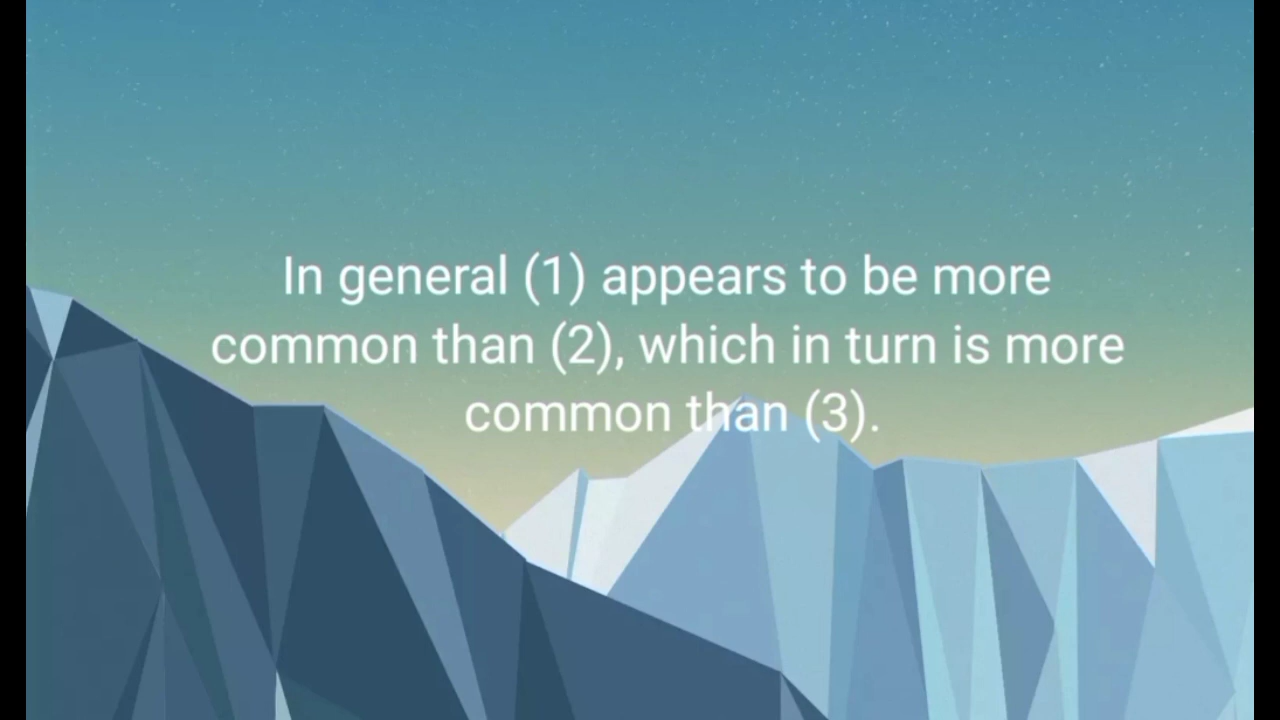 In general (1) appears to be more
common than (2), which in turn is more
common than (3).